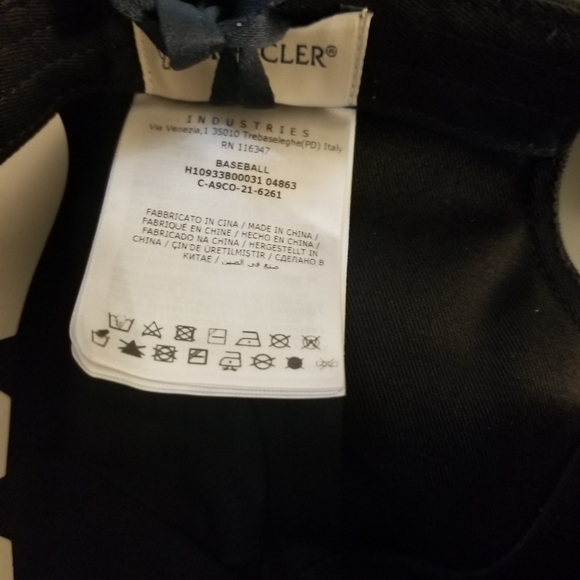 CLER®
INDUSTRIES
Via Venezia,1 35010 Trebaseleghe(PD) Italy
RN 116347
BASEBALL
H10933B00031 04863
C-A9CO-21-6261
FABBRICATO IN CINA / MADE IN CHINA /
FABRIQUÉ EN CHINE / HECHO EN CHINA /
FABRICADO NA CHINA / HERGESTELLT IN
CHINA / ÇIN'DE ÜRETILMIŞTIR / СДЕЛАНО В
КИТАЕ / صنع في الصين